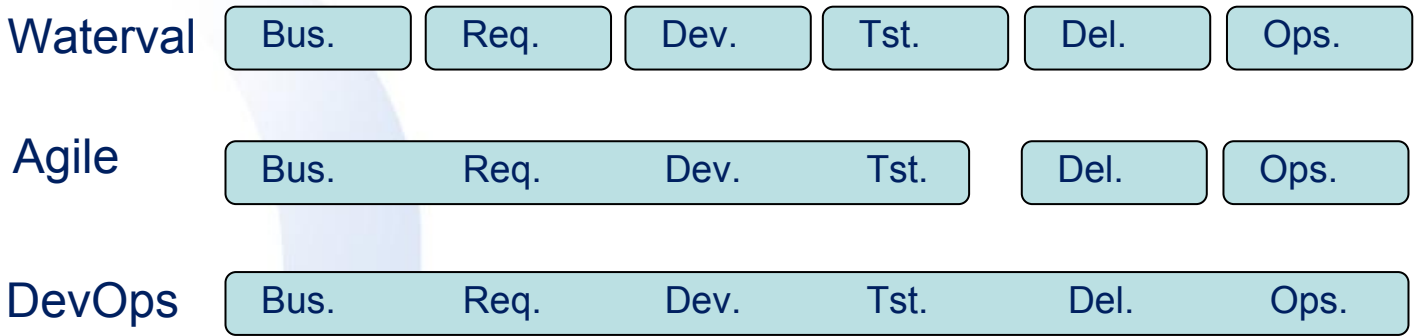 Waterval Bus. Req. Dev. Tst. Del. Ops.
Agile Bus. Req. Dev. Tst. Del. Ops.
DevOps Bus. Req. Dev. Tst. Del. Ops.